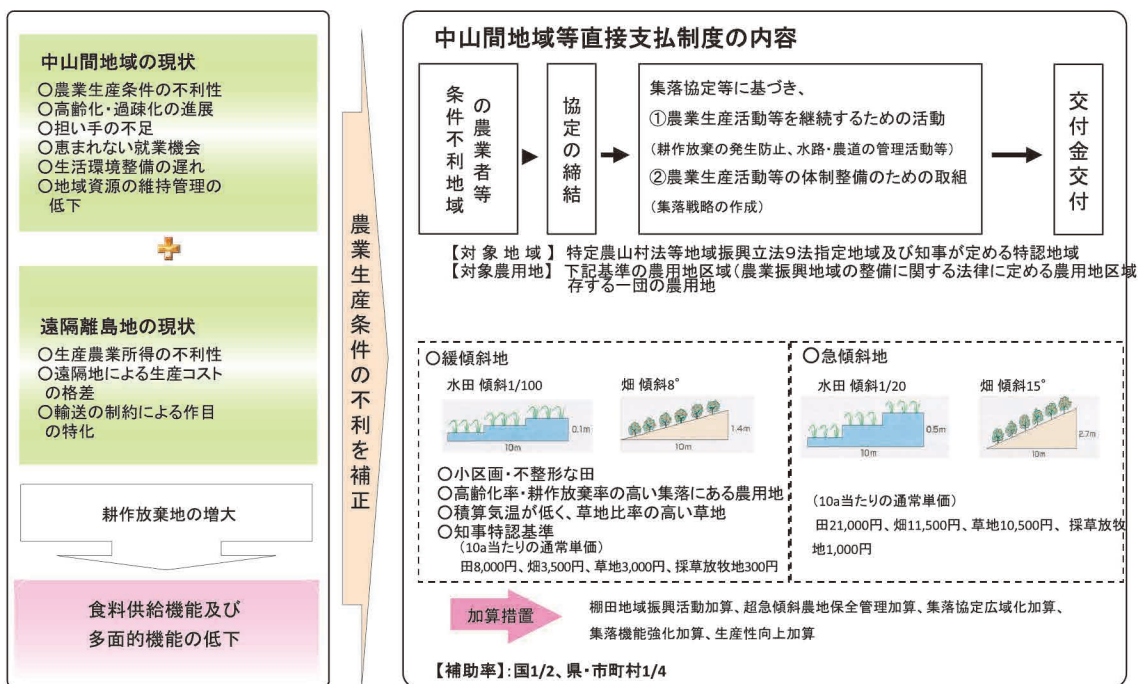 中山間地域の現状
○農業生産条件の不利性
○高齢化・過疎化の進展
○担い手の不足
○恵まれない就業機会
○生活環境整備の遅れ
○地域資源の維持管理の
低下
遠隔離島地の現状
○生産農業所得の不利性
○遠隔地による生産コスト
の格差
○輸送の制約による作目
の特化
耕作放棄地の増大
食料供給機能及び
多面的機能の低下
農業生産条件の不利を補正
中山間地域等直接支払制度の内容
条件不利地域
の農業者等
協定の締結
集落協定等に基づき、
①農業生産活動等を継続するための活動
(耕作放棄の発生防止、水路・農道の管理活動等)
②農業生産活動等の体制整備のための取組
(集落戦略の作成)
交付金交付
【対 象 地 域 】 特定農山村法等地域振興立法9法指定地域及び知事が定める特認地域
【対象農用地】 下記基準の農用地区域(農業振興地域の整備に関する法律に定める農用地区域
存する一団の農用地
○緩傾斜地
水田 傾斜1/100
畑 傾斜8°
0.1m
10m
1.4m
10m
○小区画・不整形な田
○高齢化率・耕作放棄率の高い集落にある農用地
○積算気温が低く、草地比率の高い草地
○知事特認基準
(10a当たりの通常単価)
田8,000円、畑3,500円、草地3,000円、採草放牧地300円
○急傾斜地
水田 傾斜1/20
畑 傾斜15°
0.5m
10m
2.7m
10m
(10a当たりの通常単価)
田21,000円、畑11,500円、草地10,500円、 採草放牧
地1,000円
加算措置
棚田地域振興活動加算、超急傾斜農地保全管理加算、集落協定広域化加算、
集落機能強化加算、生産性向上加算
【補助率】:国1/2、県・市町村1/4